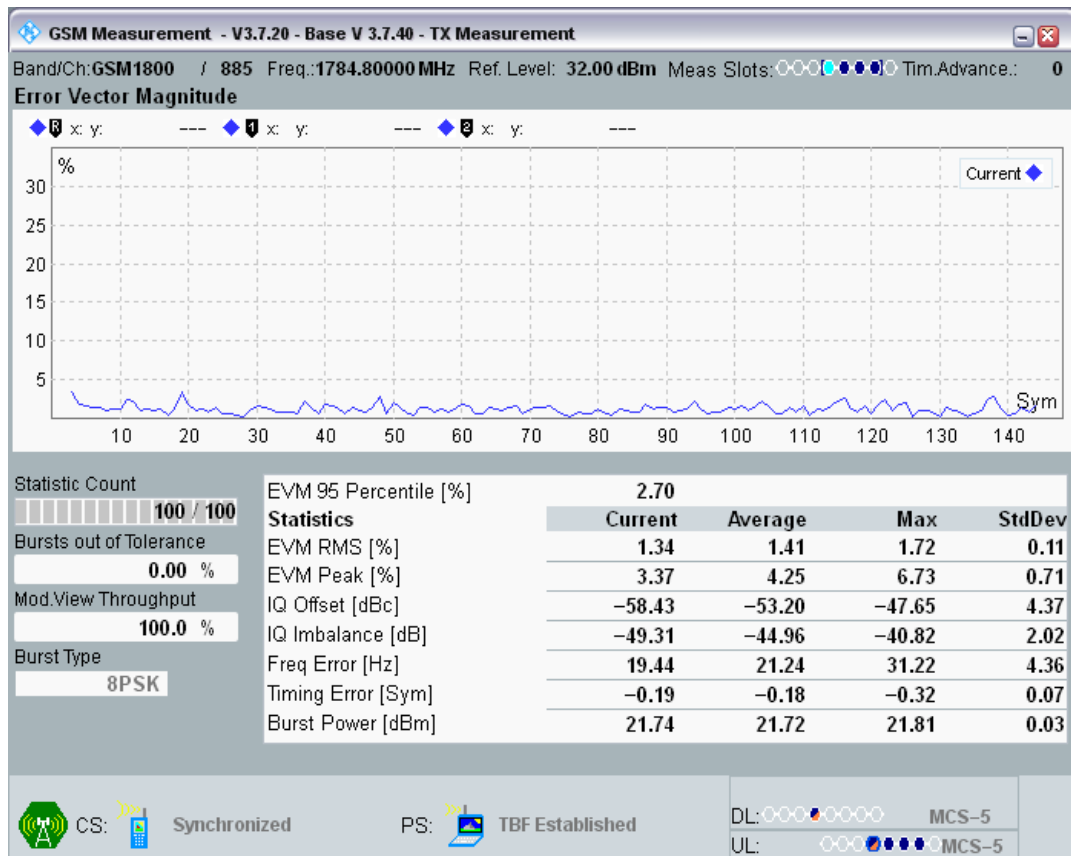 GSM Measurement - V3.7.20 - Base V 3.7.40 - TX Measurement
Band/Ch:GSM1800 / 885 Freq.:1784.80000 MHz Ref. Level: 32.00 dBm Meas Slots: Tim.Advance.: 0
Error Vector Magnitude
R x: y: --- 1 x: y: --- 2 x: y: ---
%
Current
30
25
20
15
10
5
Sym
10 20 30 40 50 60 70 80 90 100 110 120 130 140
Statistic Count
100 / 100
Bursts out of Tolerance
0.00 %
Mod.View Throughput
100.0 %
Burst Type
8PSK
EVM 95 Percentile [%] 2.70
Statistics Current Average Max StdDev
EVM RMS [%] 1.34 1.41 1.72 0.11
EVM Peak [%] 3.37 4.25 6.73 0.71
IQ Offset [dBc] −58.43 −53.20 −47.65 4.37
IQ Imbalance [dB] −49.31 −44.96 −40.82 2.02
Freq Error [Hz] 19.44 21.24 31.22 4.36
Timing Error [Sym] −0.19 −0.18 −0.32 0.07
Burst Power [dBm] 21.74 21.72 21.81 0.03
CS: Synchronized PS: TBF Established
DL: MCS−5
UL: MCS−5